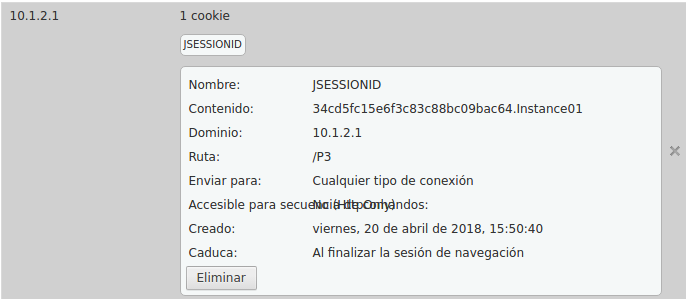 10.1.2.1 1 cookie
JSESSIONID
Nombre: JSESSIONID
Contenido: 34cd5fc15e6f3c83c88bc09bac64.Instance01
Dominio: 10.1.2.1
Ruta: /P3
Enviar para: Cualquier tipo de conexión
Accesible para secuencia de comandos: No (HttpOnly)
Creado: viernes, 20 de abril de 2018, 15:50:40
Caduca: Al finalizar la sesión de navegación
Eliminar